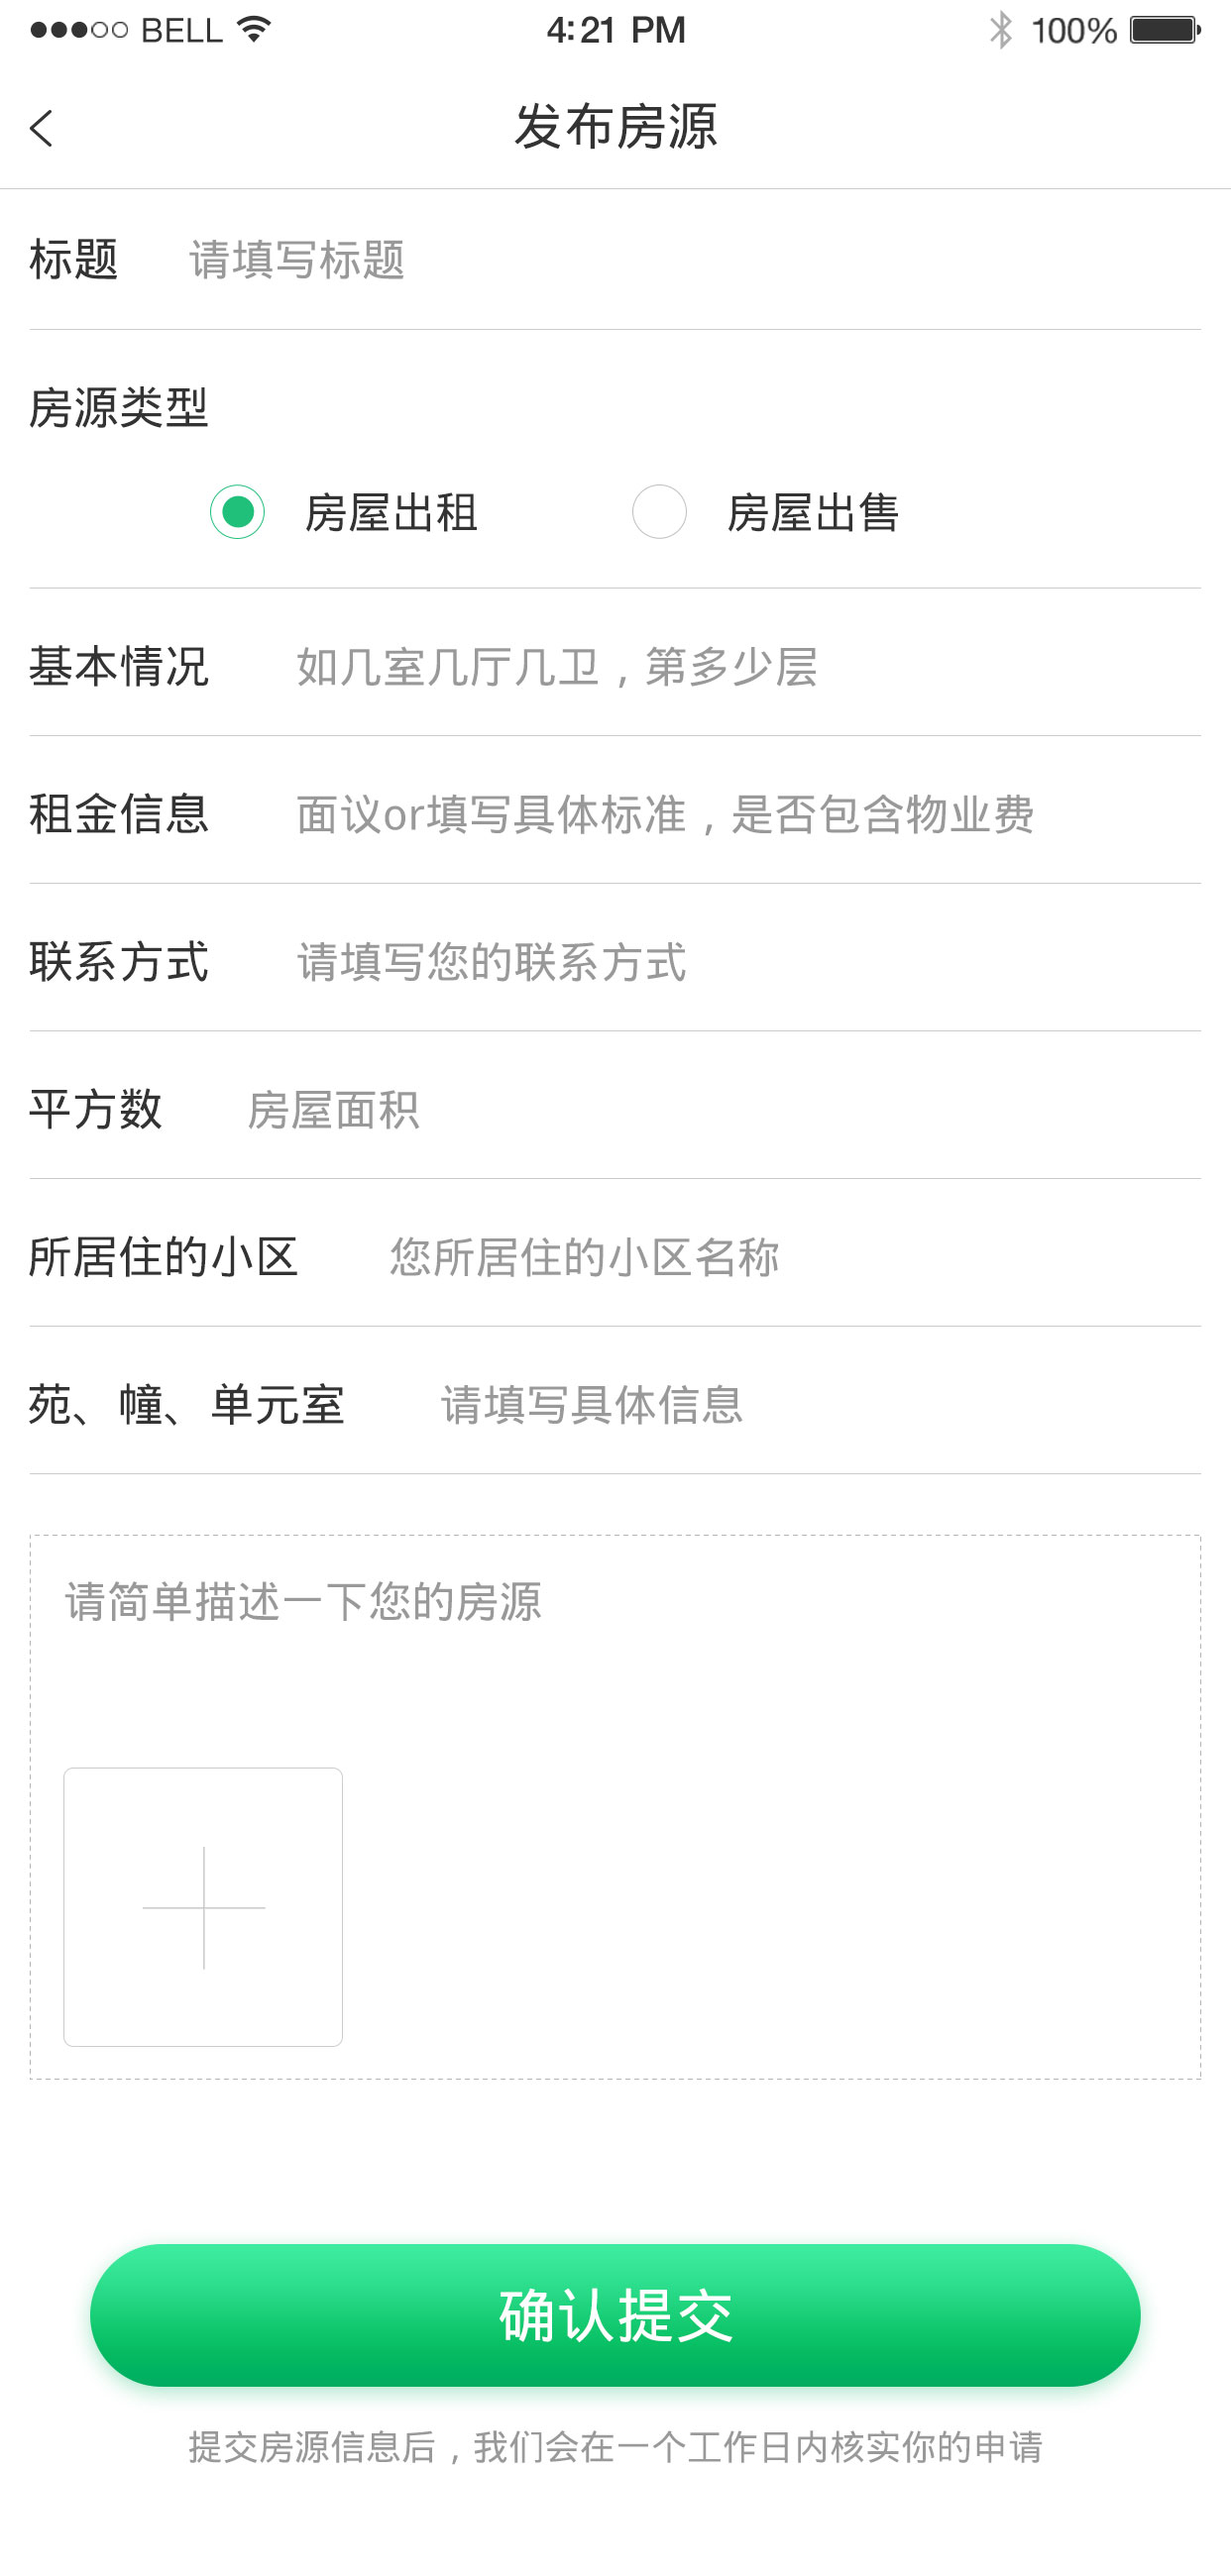 BELL 4:21 PM 100%
发布房源
标题 请填写标题
房源类型
房屋出租 房屋出售
基本情况 如几室几厅几卫，第多少层
租金信息 面议or填写具体标准，是否包含物业费
联系方式 请填写您的联系方式
平方数 房屋面积
所居住的小区 您所居住的小区名称
苑、幢、单元室 请填写具体信息
请简单描述一下您的房源
确认提交
提交房源信息后，我们会在一个工作日内核实你的申请